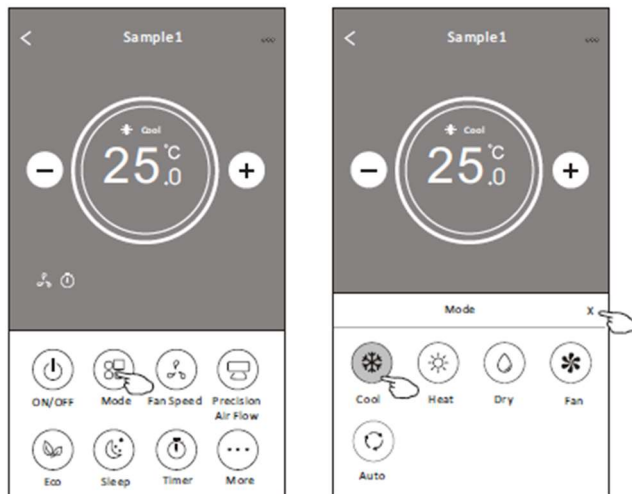 Sample1
Cool
25.0 °C
ON/OFF
Mode
Fan Speed
Precision Air Flow
Eco
Sleep
Timer
More
Sample1
Cool
25.0 °C
Mode
X
Cool
Heat
Dry
Fan
Auto